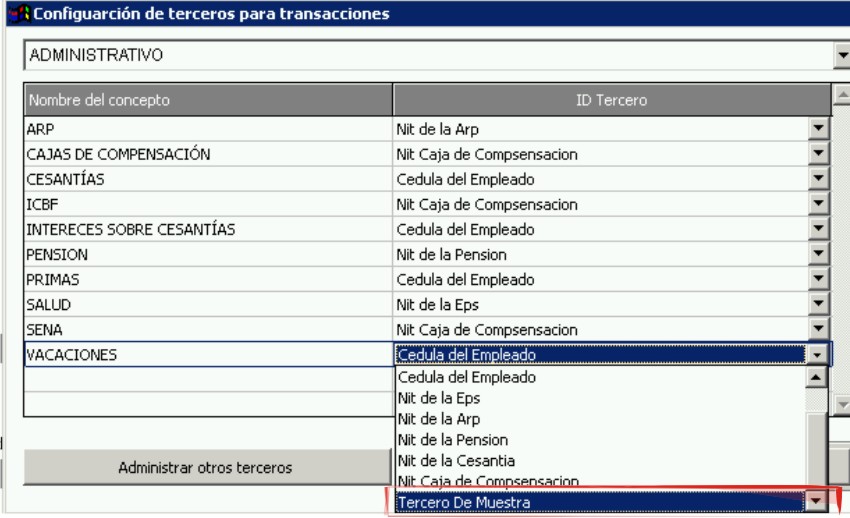 Configuarción de terceros para transacciones
ADMINISTRATIVO
Nombre del concepto ID Tercero
ARP Nit de la Arp
CAJAS DE COMPENSACIÓN Nit Caja de Compsensacion
CESANTÍAS Cedula del Empleado
ICBF Nit Caja de Compsensacion
INTERECES SOBRE CESANTÍAS Cedula del Empleado
PENSION Nit de la Pension
PRIMAS Cedula del Empleado
SALUD Nit de la Eps
SENA Nit Caja de Compsensacion
VACACIONES Cedula del Empleado
Cedula del Empleado
Nit de la Eps
Nit de la Arp
Nit de la Pension
Administrar otros terceros Nit de la Cesantia
Nit Caja de Compsensacion
Tercero De Muestra